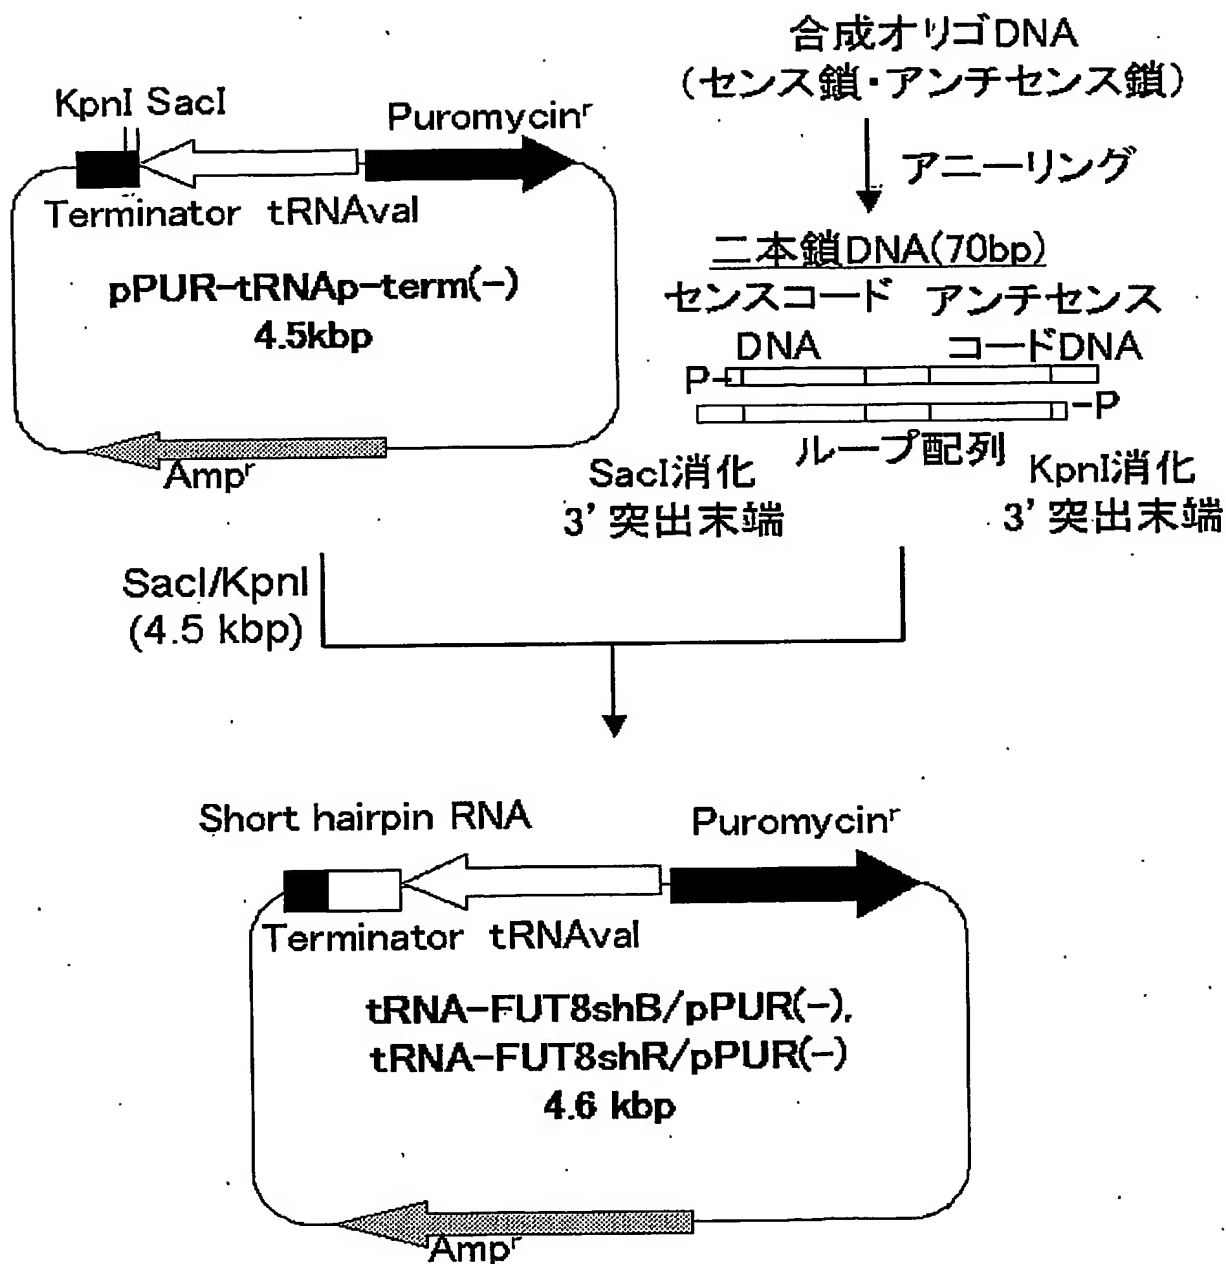 KpnI SacI
Puromycinʳ
Terminator tRNAval
pPUR-tRNAp-term(-)
4.5kbp
Ampʳ
合成オリゴDNA
(センス鎖・アンチセンス鎖)
アニーリング
二本鎖DNA(70bp)
センスコード アンチセンス
DNA コードDNA
P-
-P
ループ配列
SacI消化
3' 突出末端
KpnI消化
3' 突出末端
SacI/KpnI
(4.5 kbp)
Short hairpin RNA
Puromycinʳ
Terminator tRNAval
tRNA-FUT8shB/pPUR(-),
tRNA-FUT8shR/pPUR(-)
4.6 kbp
Ampʳ